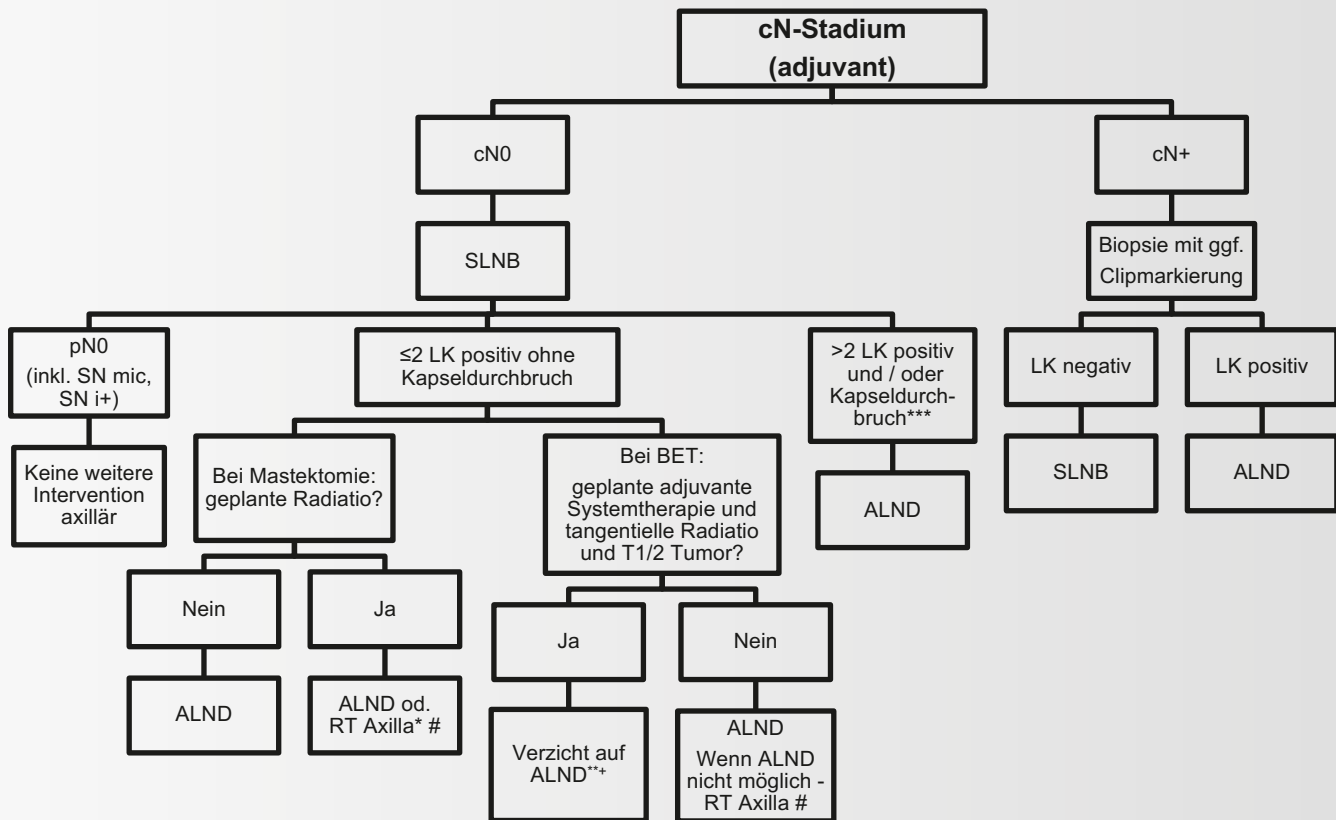 cN-Stadium
(adjuvant)
cN0
cN+
SLNB
Biopsie mit ggf.
Clipmarkierung
pN0
(inkl. SN mic,
SN i+)
≤2 LK positiv ohne
Kapseldurchbruch
>2 LK positiv
und / oder
Kapseldurch-
bruch***
LK negativ
LK positiv
Keine weitere
Intervention
axillär
Bei Mastektomie:
geplante Radiatio?
Bei BET:
geplante adjuvante
Systemtherapie und
tangentielle Radiatio
und T1/2 Tumor?
ALND
SLNB
ALND
Nein
Ja
Ja
Nein
ALND
ALND od.
RT Axilla* #
Verzicht auf
ALND**+
ALND
Wenn ALND
nicht möglich -
RT Axilla #